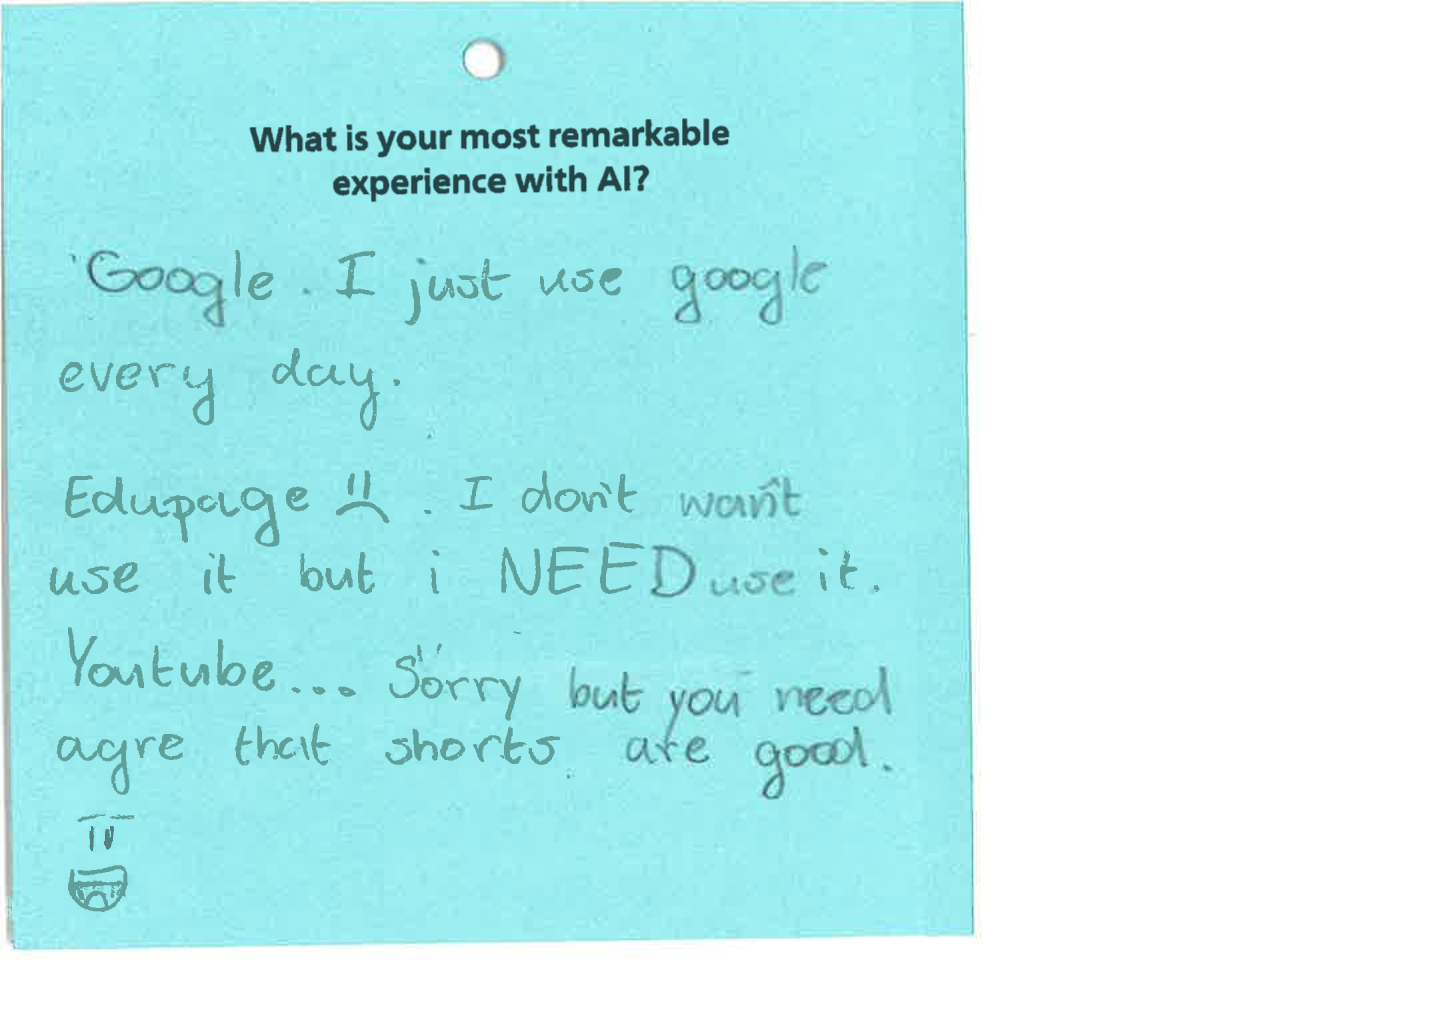 What is your most remarkable
experience with AI?
Google. I just use google
every day.
Edupage . I don't want
use it but i NEED use it.
Youtube... Sorry but you need
agre that shorts are good.